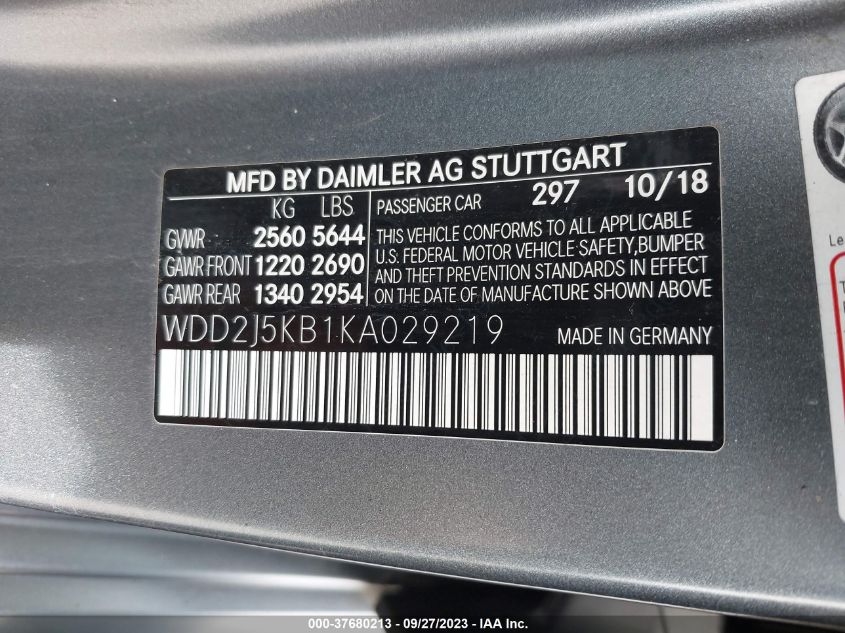 MFD BY DAIMLER AG STUTTGART
KG LBS
GVWR 2560 5644
GAWR FRONT 1220 2690
GAWR REAR 1340 2954
PASSENGER CAR 297 10/18
THIS VEHICLE CONFORMS TO ALL APPLICABLE
U.S. FEDERAL MOTOR VEHICLE SAFETY, BUMPER
AND THEFT PREVENTION STANDARDS IN EFFECT
ON THE DATE OF MANUFACTURE SHOWN ABOVE
WDD2J5KB1KA029219 MADE IN GERMANY
Le
000-37680213 - 09/27/2023 - IAA Inc.